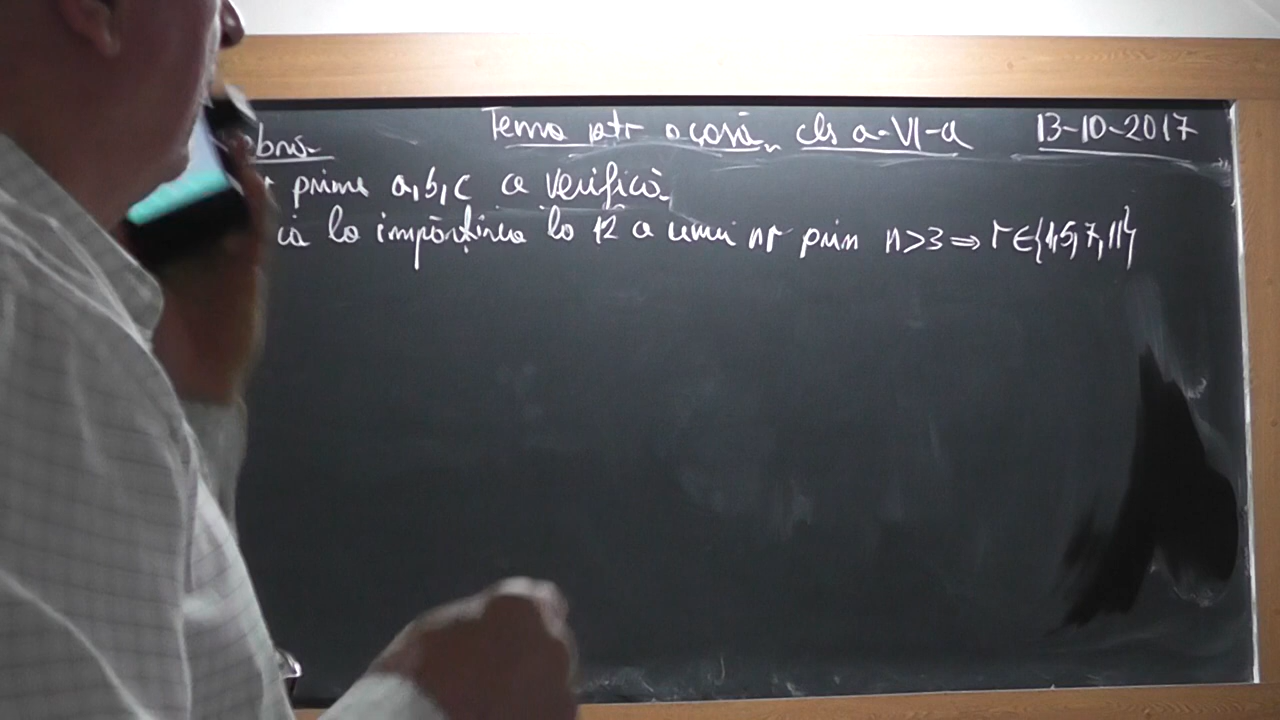 Tema ptr acasă, cls a-VI-a 13-10-2017
prime a,b,c ce verifică
că la împărțirea la 12 a unui nr prim n>3 ⇒ r∈{1,5,7,11}